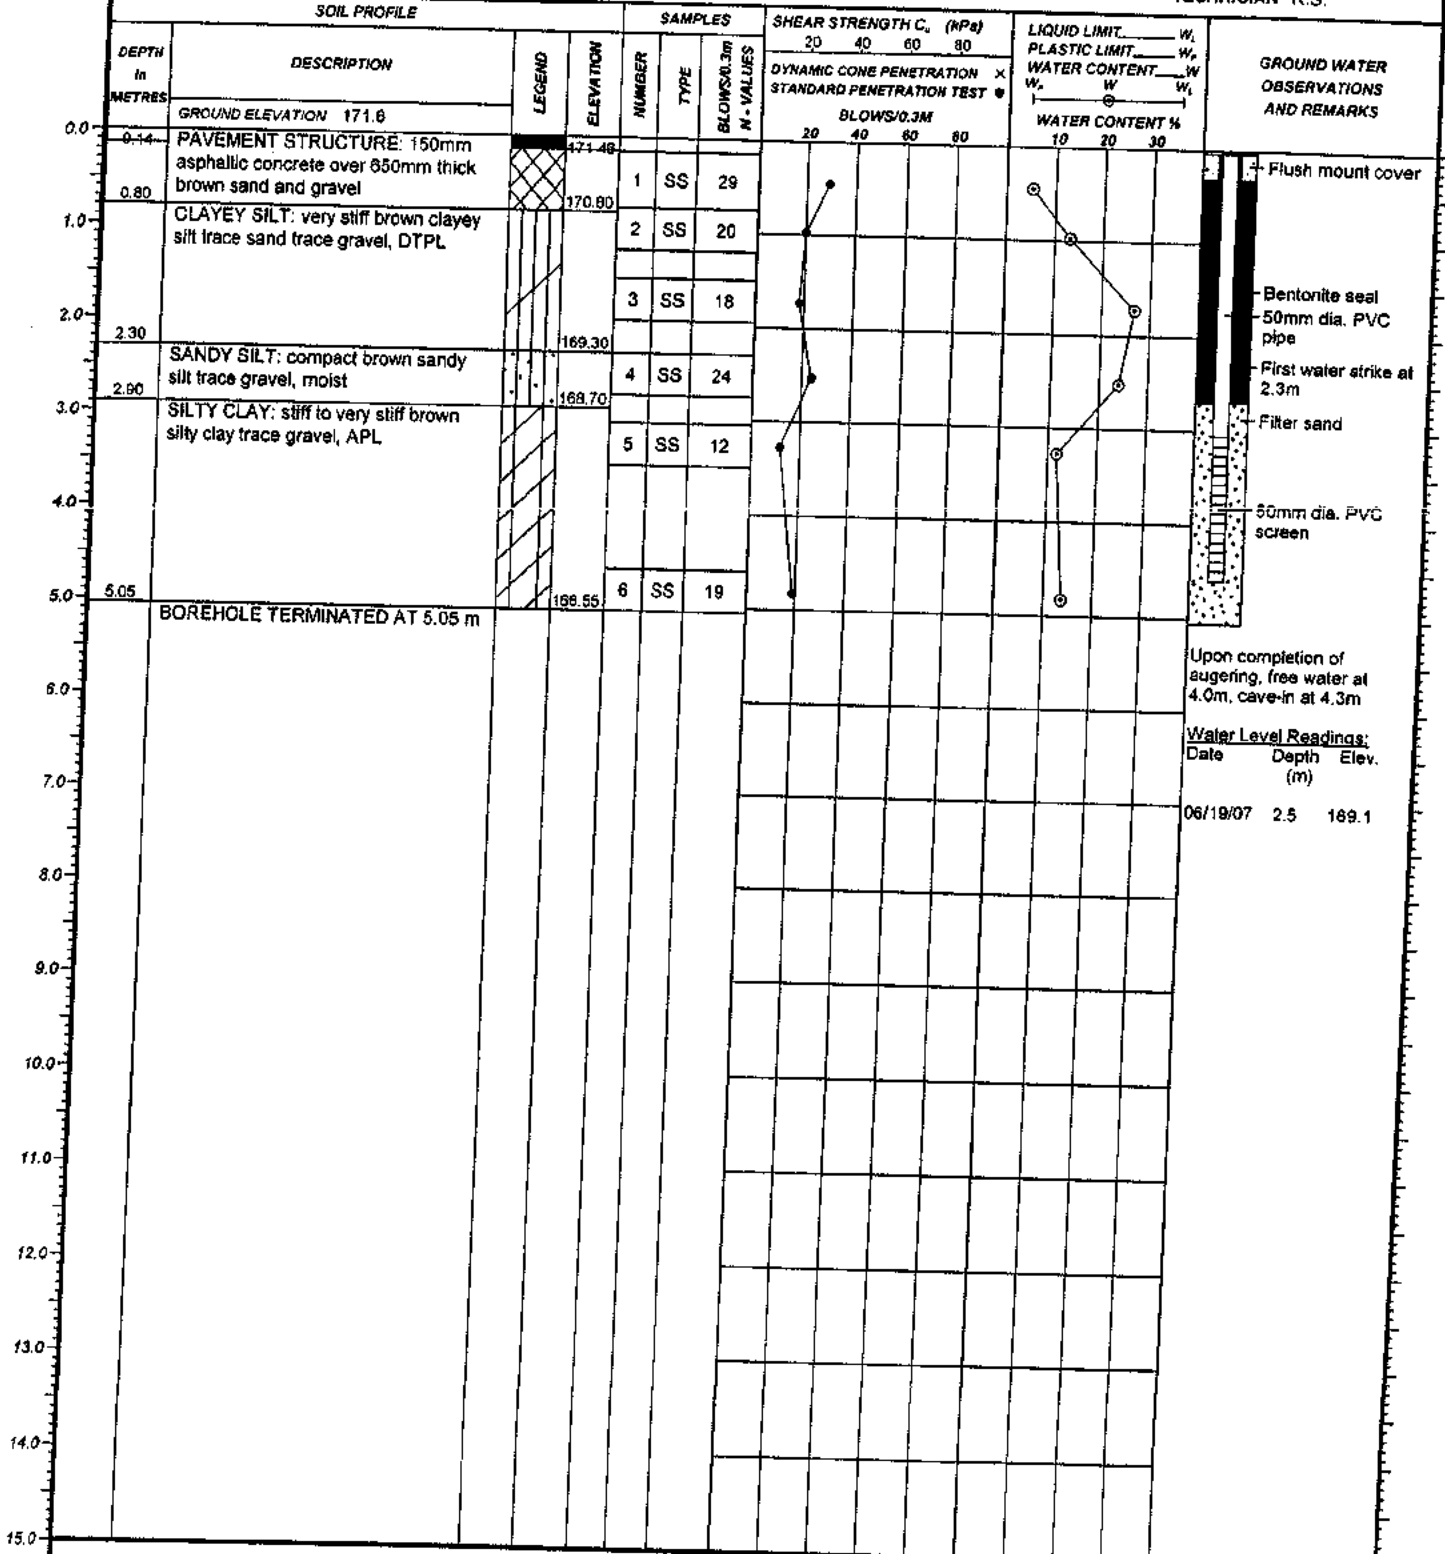 TECHNICIAN R.S.
SOIL PROFILE
SAMPLES
SHEAR STRENGTH Cu (kPa)
20 40 60 80
LIQUID LIMIT WL
PLASTIC LIMIT WP
WATER CONTENT W
WP W WL
WATER CONTENT %
10 20 30
GROUND WATER
OBSERVATIONS
AND REMARKS
DEPTH
in
METRES
DESCRIPTION
LEGEND
ELEVATION
NUMBER
TYPE
BLOWS/0.3m
N - VALUES
DYNAMIC CONE PENETRATION ×
STANDARD PENETRATION TEST ●
BLOWS/0.3M
20 40 60 80
GROUND ELEVATION 171.6
0.0
0.14
PAVEMENT STRUCTURE: 150mm
asphaltic concrete over 650mm thick
brown sand and gravel
171.46
1 SS 29
Flush mount cover
0.80
170.80
1.0
CLAYEY SILT: very stiff brown clayey
silt trace sand trace gravel, DTPL
2 SS 20
3 SS 18
Bentonite seal
2.0
50mm dia. PVC
pipe
2.30
169.30
SANDY SILT: compact brown sandy
silt trace gravel, moist
4 SS 24
First water strike at
2.3m
2.90
168.70
3.0
SILTY CLAY: stiff to very stiff brown
silty clay trace gravel, APL
Filter sand
5 SS 12
4.0
50mm dia. PVC
screen
5.0
5.05
166.55
6 SS 19
BOREHOLE TERMINATED AT 5.05 m
Upon completion of
augering, free water at
4.0m, cave-in at 4.3m
6.0
Water Level Readings:
Date Depth Elev.
(m)
7.0
06/19/07 2.5 169.1
8.0
9.0
10.0
11.0
12.0
13.0
14.0
15.0